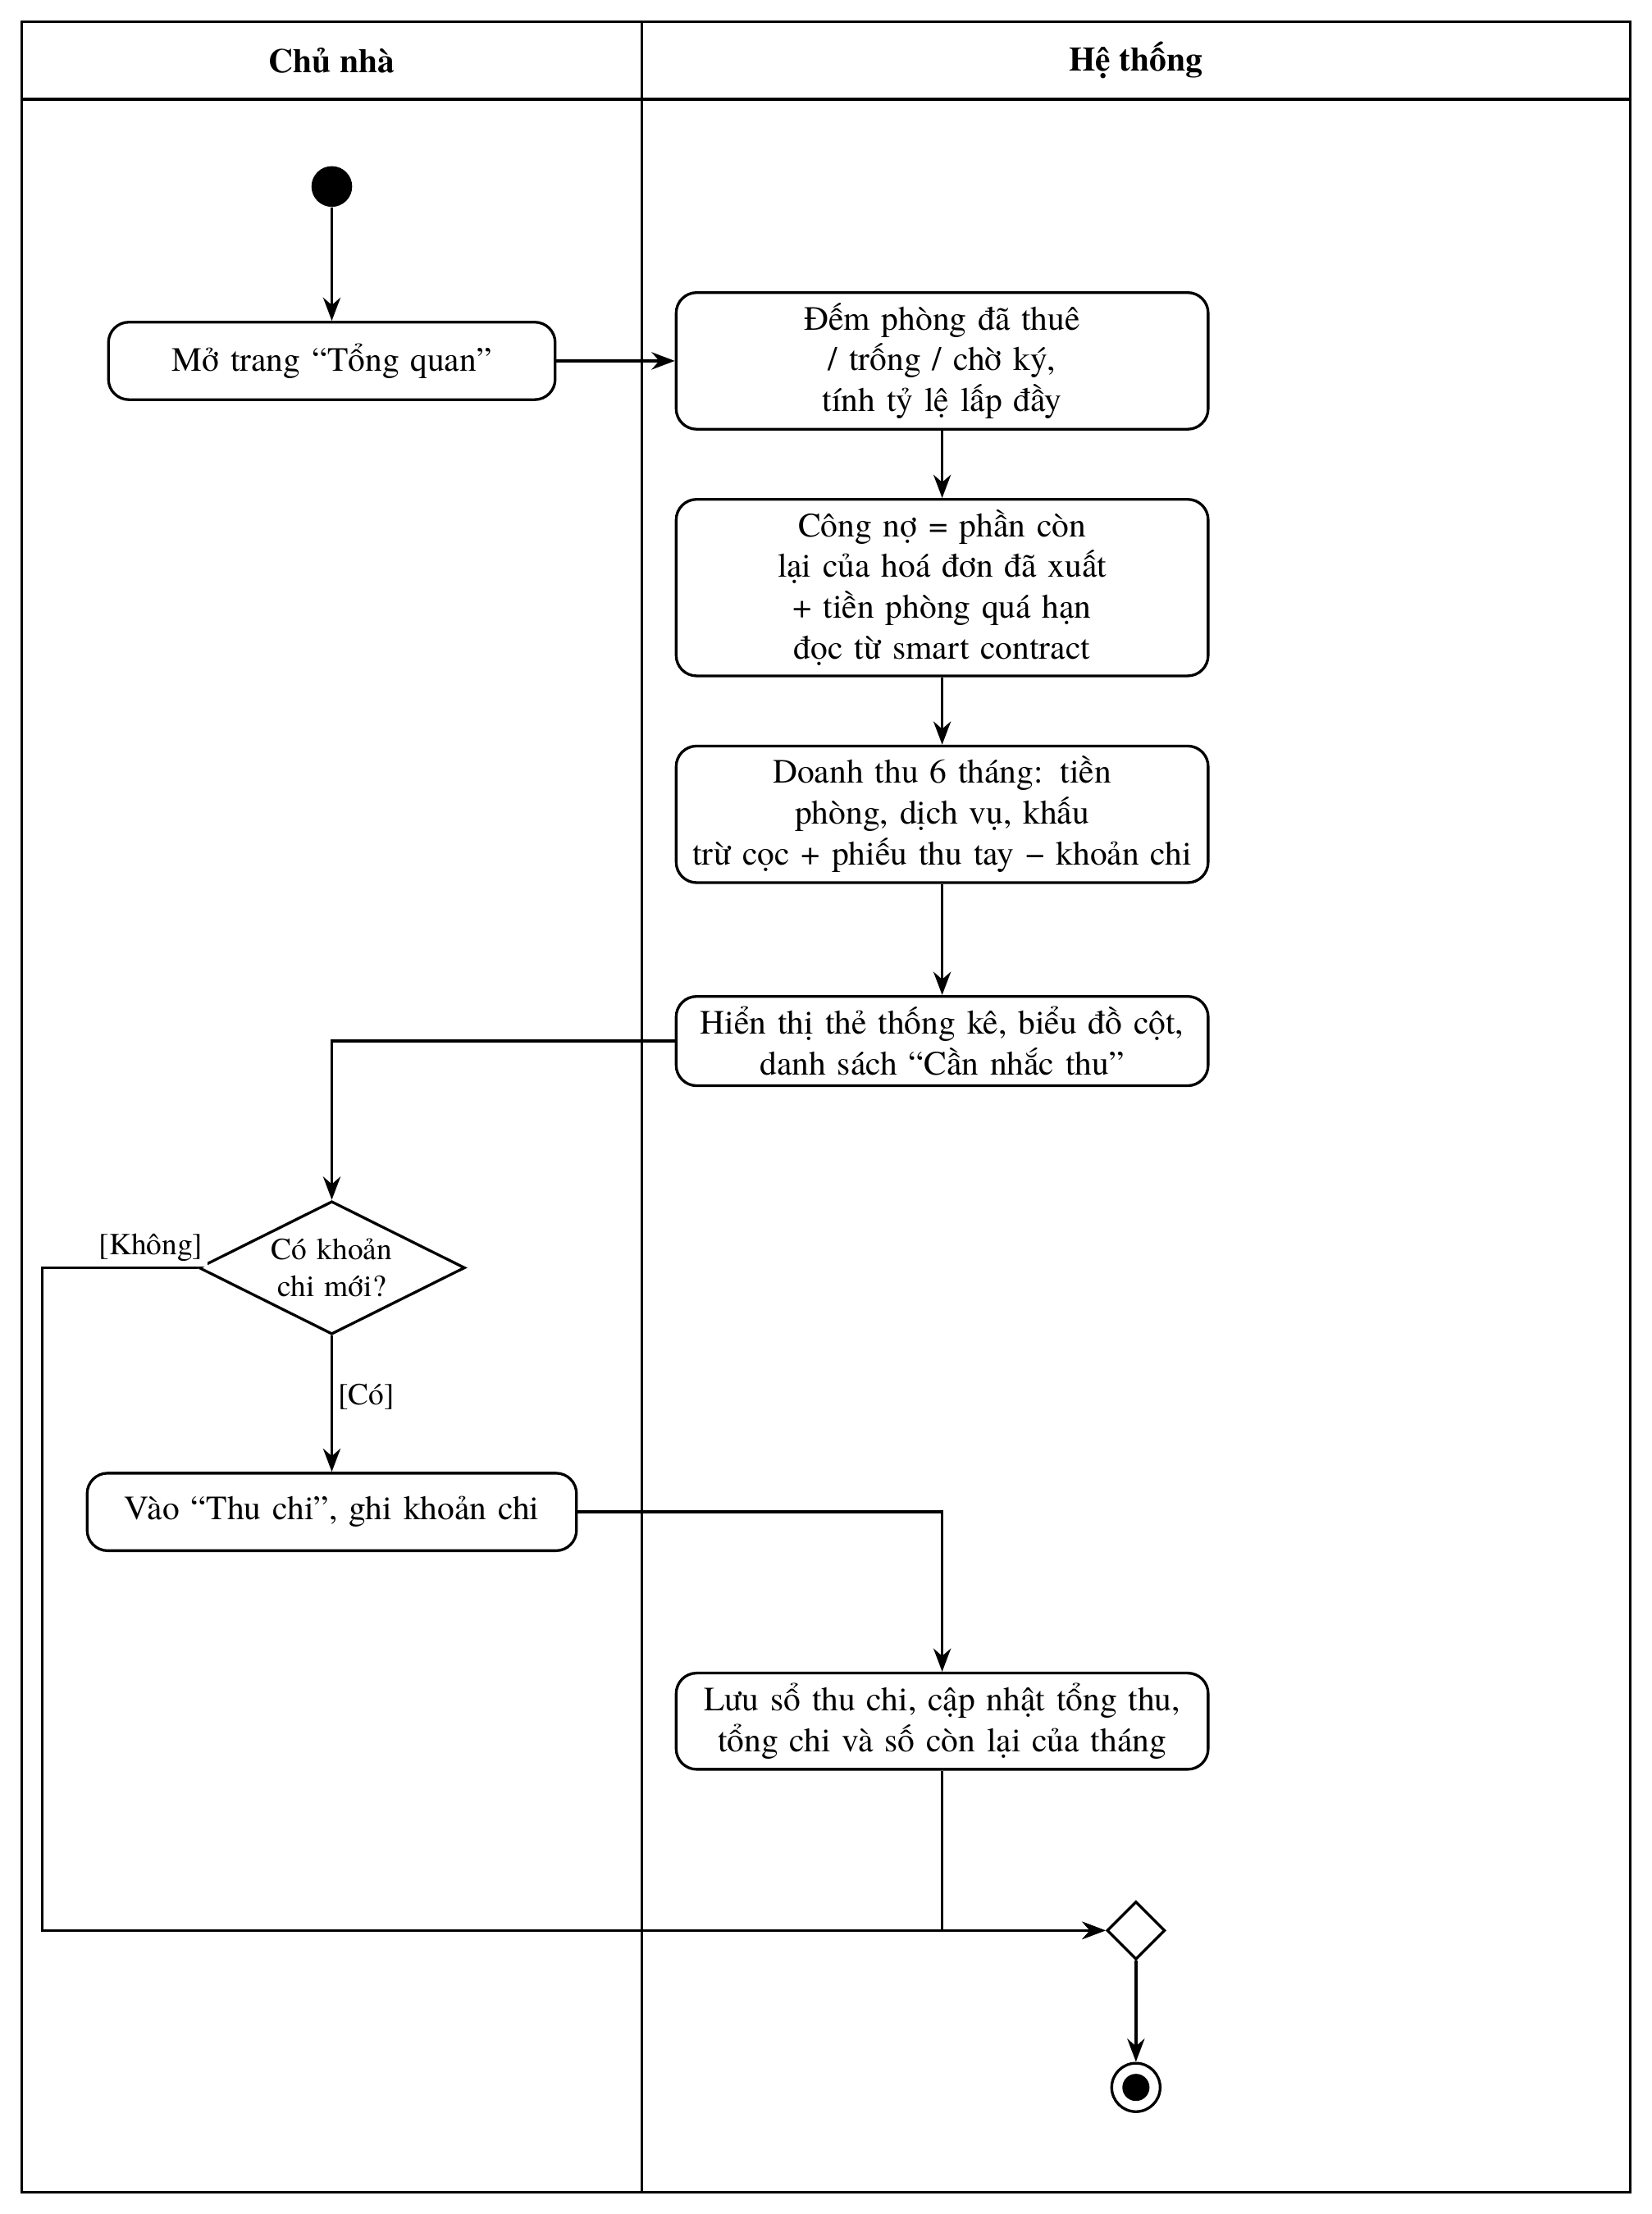 Chủ nhà
Hệ thống
Mở trang “Tổng quan”
Đếm phòng đã thuê
/ trống / chờ ký,
tính tỷ lệ lấp đầy
Công nợ = phần còn
lại của hoá đơn đã xuất
+ tiền phòng quá hạn
đọc từ smart contract
Doanh thu 6 tháng: tiền
phòng, dịch vụ, khấu
trừ cọc + phiếu thu tay − khoản chi
Hiển thị thẻ thống kê, biểu đồ cột,
danh sách “Cần nhắc thu”
[Không]
Có khoản
chi mới?
[Có]
Vào “Thu chi”, ghi khoản chi
Lưu sổ thu chi, cập nhật tổng thu,
tổng chi và số còn lại của tháng